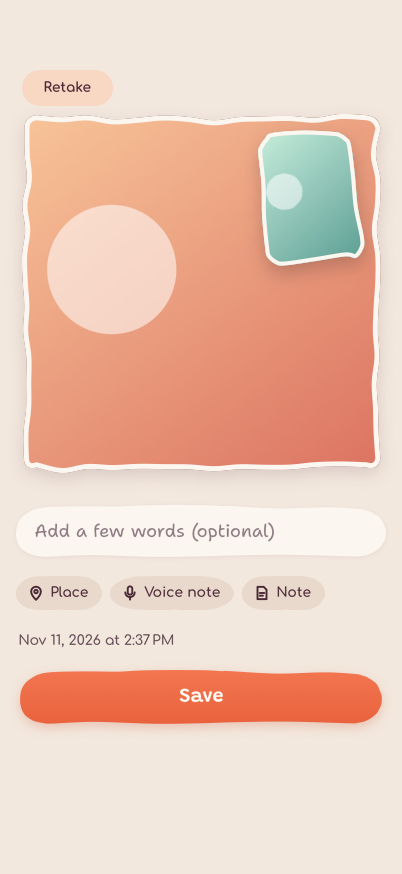 Retake
Add a few words (optional)
Place
Voice note
Note
Nov 11, 2026 at 2:37 PM
Save